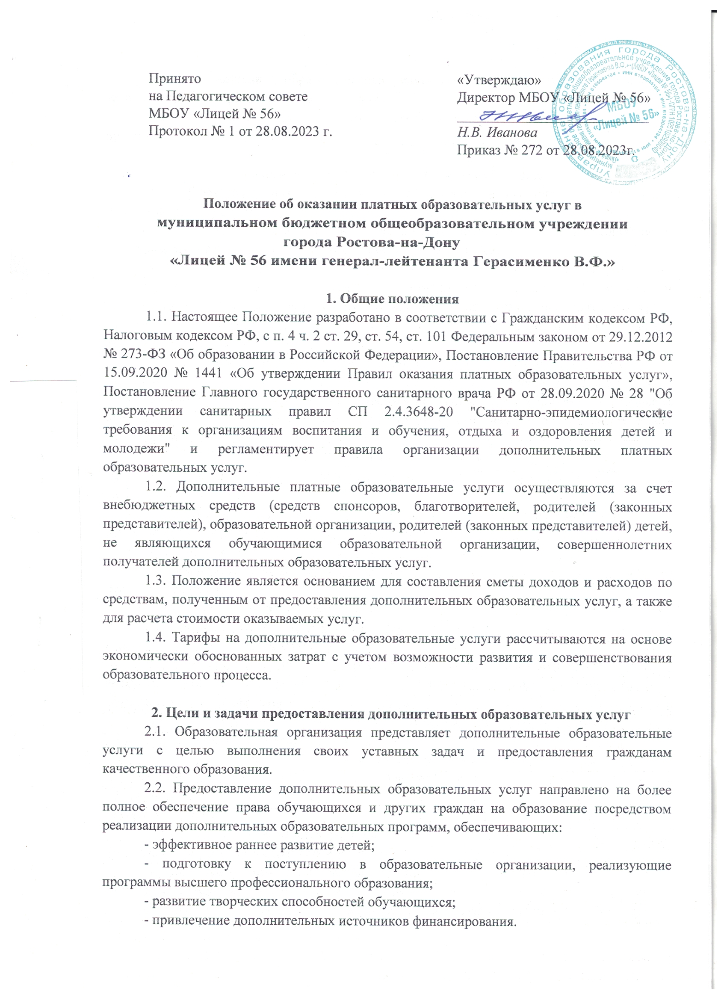 Принято
на Педагогическом совете
МБОУ «Лицей № 56»
Протокол № 1 от 28.08.2023 г.
«Утверждаю»
Директор МБОУ «Лицей № 56»
Н.В. Иванова
Приказ № 272 от 28.08.2023г.
МБОУ
«Лицей № 56»
Положение об оказании платных образовательных услуг в
муниципальном бюджетном общеобразовательном учреждении
города Ростова-на-Дону
«Лицей № 56 имени генерал-лейтенанта Герасименко В.Ф.»
1. Общие положения
1.1. Настоящее Положение разработано в соответствии с Гражданским кодексом РФ,
Налоговым кодексом РФ, с п. 4 ч. 2 ст. 29, ст. 54, ст. 101 Федеральным законом от 29.12.2012
№ 273-ФЗ «Об образовании в Российской Федерации», Постановление Правительства РФ от
15.09.2020 № 1441 «Об утверждении Правил оказания платных образовательных услуг»,
Постановление Главного государственного санитарного врача РФ от 28.09.2020 № 28 "Об
утверждении санитарных правил СП 2.4.3648-20 "Санитарно-эпидемиологические
требования к организациям воспитания и обучения, отдыха и оздоровления детей и
молодежи" и регламентирует правила организации дополнительных платных
образовательных услуг.
1.2. Дополнительные платные образовательные услуги осуществляются за счет
внебюджетных средств (средств спонсоров, благотворителей, родителей (законных
представителей), образовательной организации, родителей (законных представителей) детей,
не являющихся обучающимися образовательной организации, совершеннолетних
получателей дополнительных образовательных услуг.
1.3. Положение является основанием для составления сметы доходов и расходов по
средствам, полученным от предоставления дополнительных образовательных услуг, а также
для расчета стоимости оказываемых услуг.
1.4. Тарифы на дополнительные образовательные услуги рассчитываются на основе
экономически обоснованных затрат с учетом возможности развития и совершенствования
образовательного процесса.
2. Цели и задачи предоставления дополнительных образовательных услуг
2.1. Образовательная организация представляет дополнительные образовательные
услуги с целью выполнения своих уставных задач и предоставления гражданам
качественного образования.
2.2. Предоставление дополнительных образовательных услуг направлено на более
полное обеспечение права обучающихся и других граждан на образование посредством
реализации дополнительных образовательных программ, обеспечивающих:
- эффективное раннее развитие детей;
- подготовку к поступлению в образовательные организации, реализующие
программы высшего профессионального образования;
- развитие творческих способностей обучающихся;
- привлечение дополнительных источников финансирования.